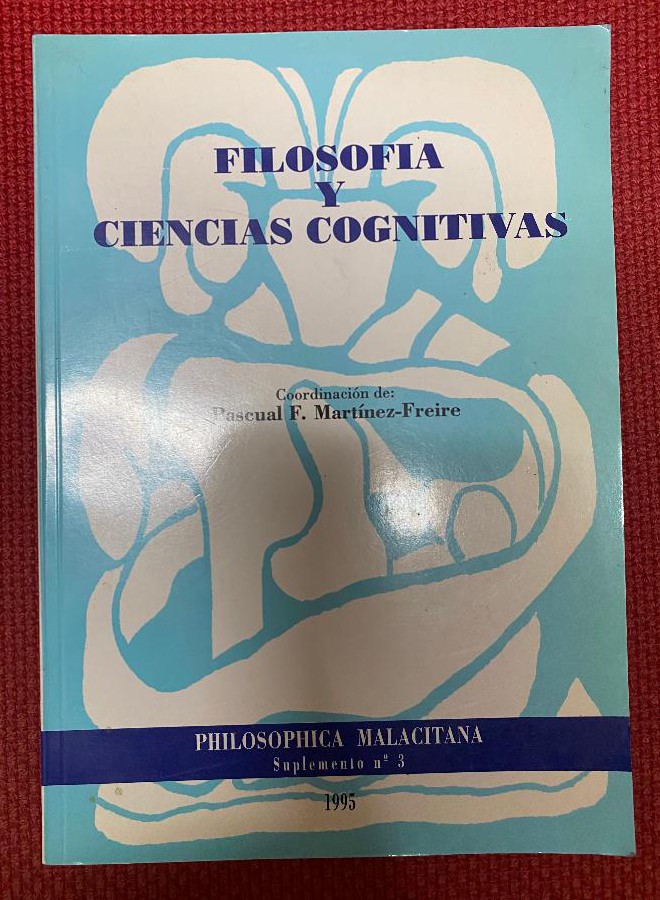 FILOSOFIA
Y
CIENCIAS COGNITIVAS
Coordinación de:
Pascual F. Martínez-Freire
PHILOSOPHICA MALACITANA
Suplemento nº 3
1995